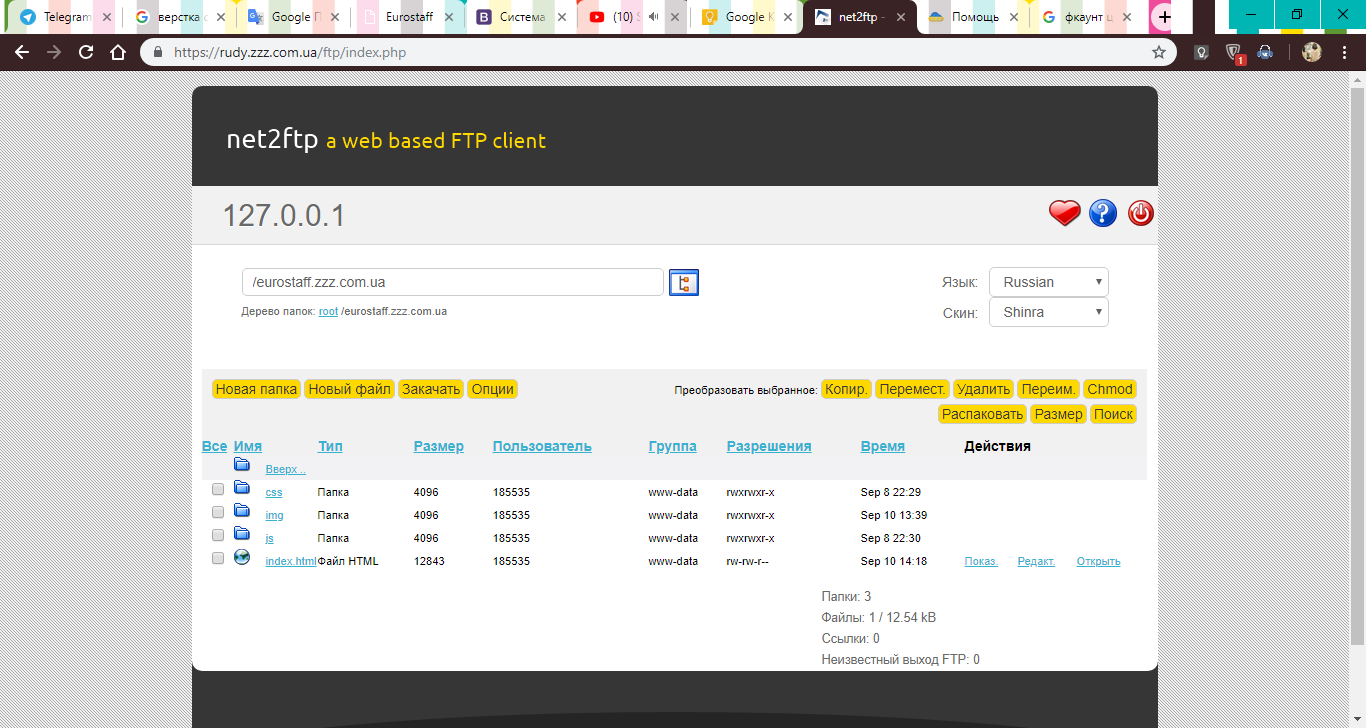 Telegram верстка Google П Eurostaff Система (10) Google K net2ftp - Помощь фкаунт ц
https://rudy.zzz.com.ua/ftp/index.php
1
net2ftp a web based FTP client
127.0.0.1
/eurostaff.zzz.com.ua
Язык: Russian
Дерево папок: root /eurostaff.zzz.com.ua
Скин: Shinra
Новая папка Новый файл Закачать Опции Преобразовать выбранное: Копир. Перемест. Удалить Переим. Chmod
Распаковать Размер Поиск
Все Имя Тип Размер Пользователь Группа Разрешения Время Действия
Вверх ..
css Папка 4096 185535 www-data rwxrwxr-x Sep 8 22:29
img Папка 4096 185535 www-data rwxrwxr-x Sep 10 13:39
js Папка 4096 185535 www-data rwxrwxr-x Sep 8 22:30
index.html Файл HTML 12843 185535 www-data rw-rw-r-- Sep 10 14:18 Показ. Редакт. Открыть
Папки: 3
Файлы: 1 / 12.54 kB
Ссылки: 0
Неизвестный выход FTP: 0